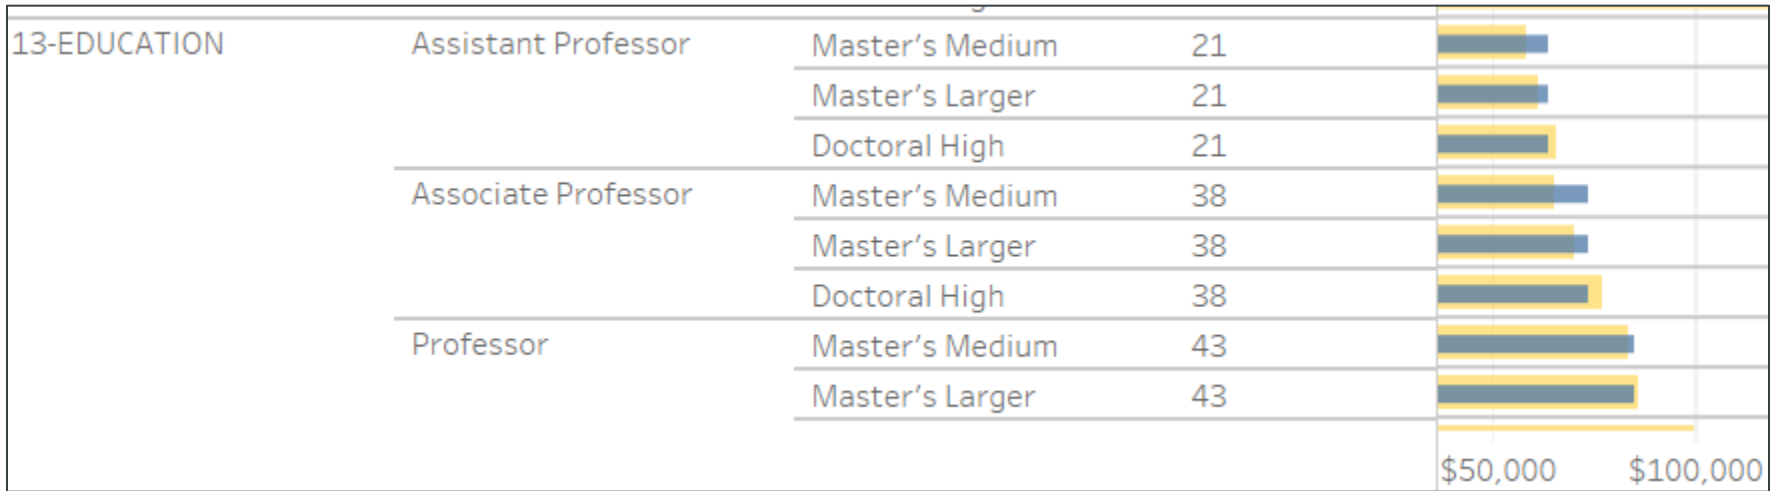 13-EDUCATION Assistant Professor Master's Medium 21
Master's Larger 21
Doctoral High 21
Associate Professor Master's Medium 38
Master's Larger 38
Doctoral High 38
Professor Master's Medium 43
Master's Larger 43
$50,000 $100,000